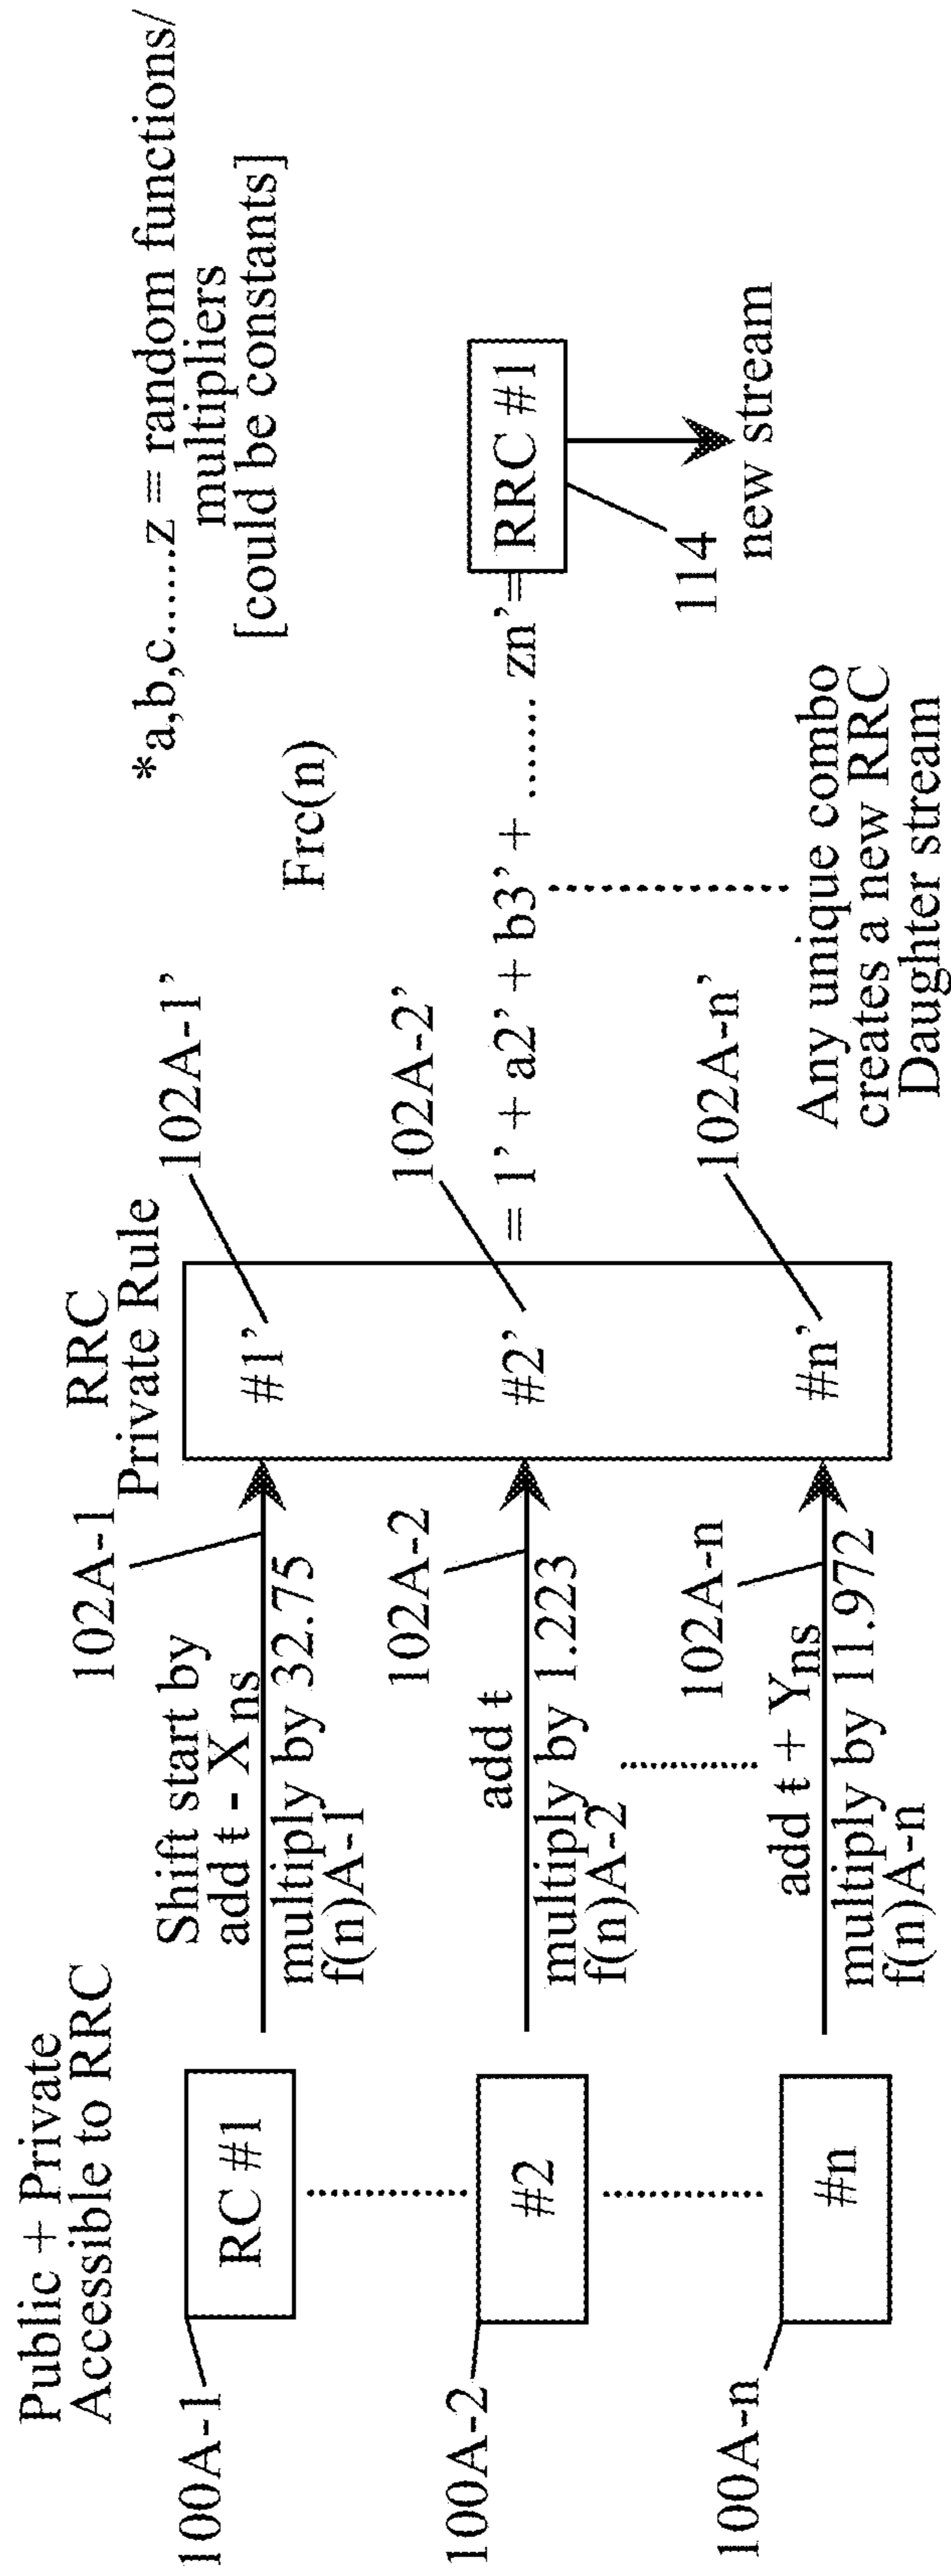 Public + Private
Accessible to RRC
100A-1
RC #1
100A-2
#2
100A-n
#n
102A-1
Shift start by
add t - Xns
multiply by 32.75
f(n)A-1
102A-2
add t
multiply by 1.223
f(n)A-2
102A-n
add t + Yns
multiply by 11.972
f(n)A-n
RRC
Private Rule
#1’
102A-1’
#2’
102A-2’
#n’
102A-n’
Frc(n)
= 1’ + a2’ + b3’ + ....... zn’=
RRC #1
114
new stream
Any unique combo
creates a new RRC
Daughter stream
*a,b,c......z = random functions/
multipliers
[could be constants]